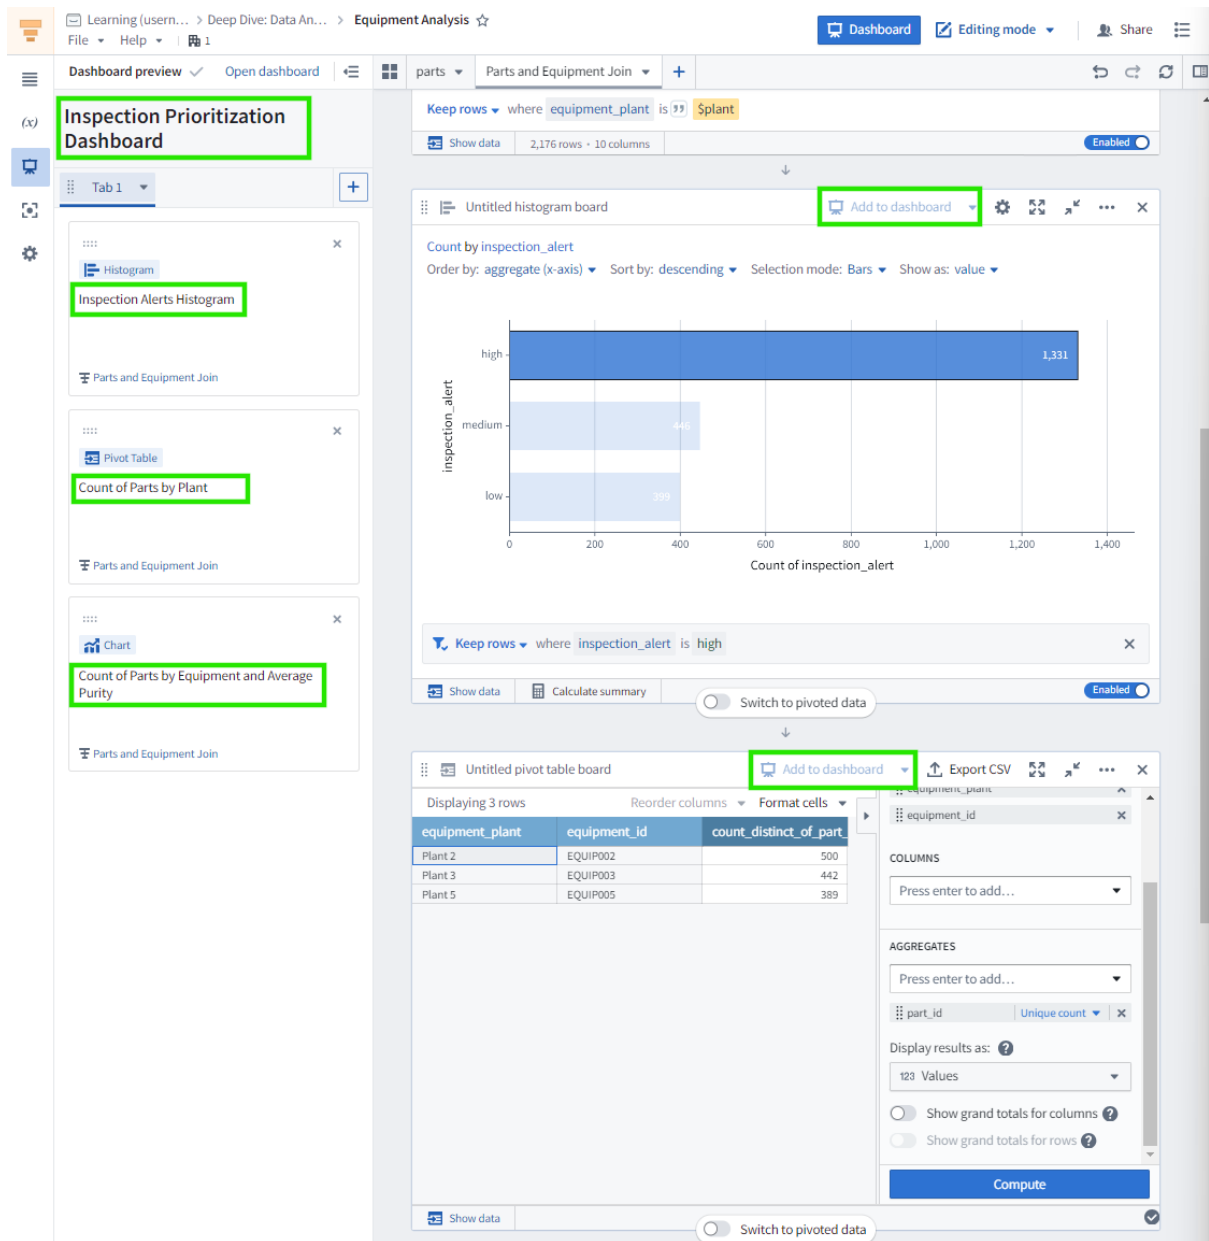 Learning (usern... > Deep Dive: Data An... > Equipment Analysis
File Help 1
Dashboard
Editing mode
Share
Dashboard preview
Open dashboard
parts
Parts and Equipment Join
+
(x)
Inspection Prioritization
Dashboard
Tab 1
+
Histogram
Inspection Alerts Histogram
Parts and Equipment Join
Pivot Table
Count of Parts by Plant
Parts and Equipment Join
Chart
Count of Parts by Equipment and Average
Purity
Parts and Equipment Join
Keep rows where equipment_plant is $plant
Show data 2,176 rows • 10 columns Enabled
Untitled histogram board Add to dashboard
Count by inspection_alert
Order by: aggregate (x-axis) Sort by: descending Selection mode: Bars Show as: value
inspection_alert
high 1,331
medium 446
low 399
0 200 400 600 800 1,000 1,200 1,400
Count of inspection_alert
Keep rows where inspection_alert is high
Show data Calculate summary Enabled
Switch to pivoted data
Untitled pivot table board Add to dashboard Export CSV
Displaying 3 rows Reorder columns Format cells
equipment_plant equipment_id count_distinct_of_part_
Plant 2 EQUIP002 500
Plant 3 EQUIP003 442
Plant 5 EQUIP005 389
equipment_plant
equipment_id
COLUMNS
Press enter to add...
AGGREGATES
Press enter to add...
part_id Unique count
Display results as:
123 Values
Show grand totals for columns
Show grand totals for rows
Compute
Show data
Switch to pivoted data